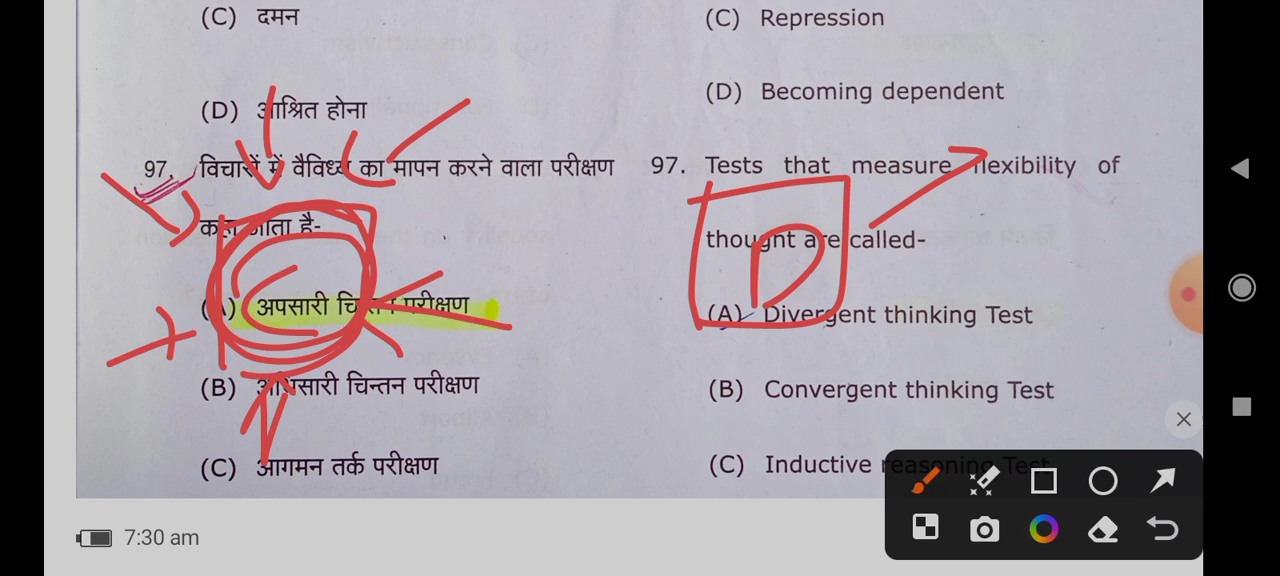 (C) दमन
(D) आश्रित होना
97. विचारों में वैविध्य का मापन करने वाला परीक्षण
कहा जाता है-
(A) अपसारी चिन्तन परीक्षण
(B) अभिसारी चिन्तन परीक्षण
(C) आगमन तर्क परीक्षण
(C) Repression
(D) Becoming dependent
97. Tests that measure flexibility of
thought are called-
(A) Divergent thinking Test
(B) Convergent thinking Test
(C) Inductive reasoning Test
C
D
7:30 am